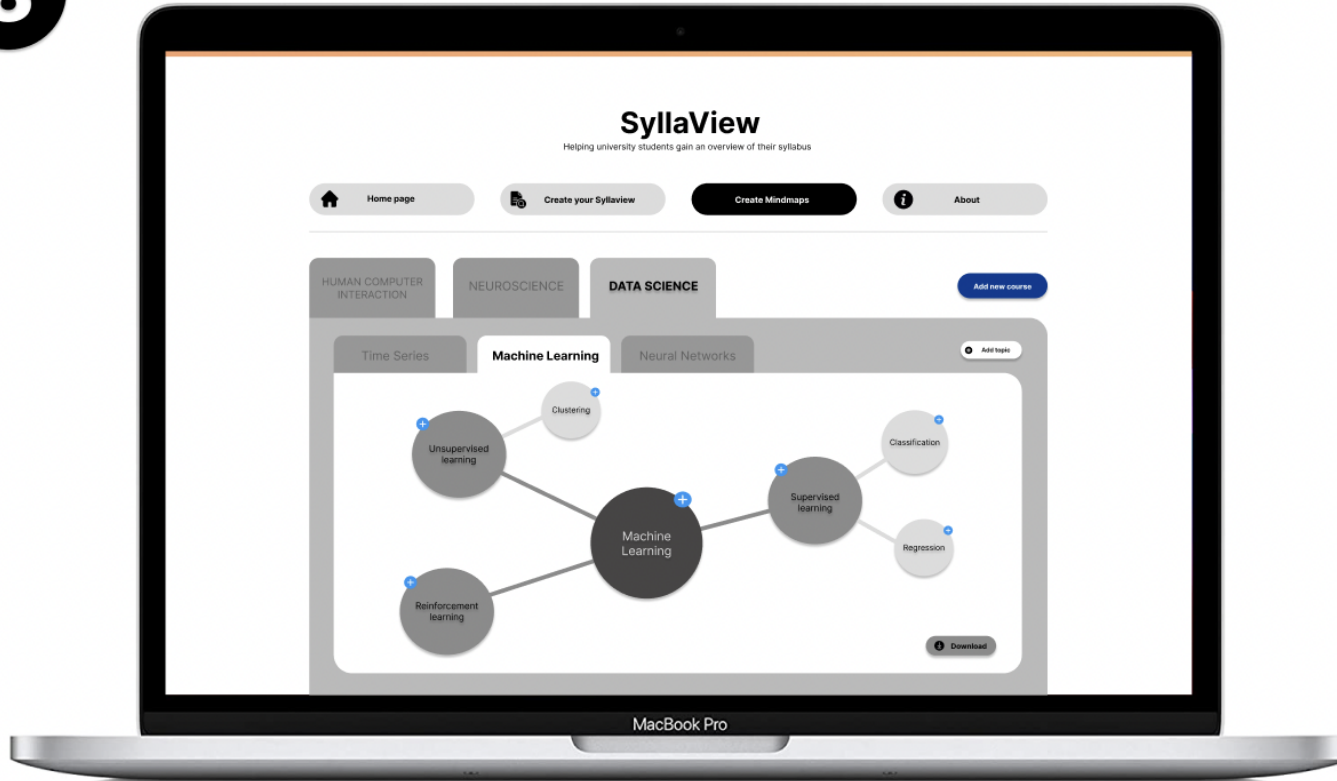 SyllaView
Helping university students gain an overview of their syllabus
Home page
Create your Syllaview
Create Mindmaps
About
HUMAN COMPUTER
INTERACTION
NEUROSCIENCE
DATA SCIENCE
Add new course
Time Series
Machine Learning
Neural Networks
Add topic
Clustering
Unsupervised
learning
Classification
Supervised
learning
Machine
Learning
Regression
Reinforcement
learning
Download
MacBook Pro